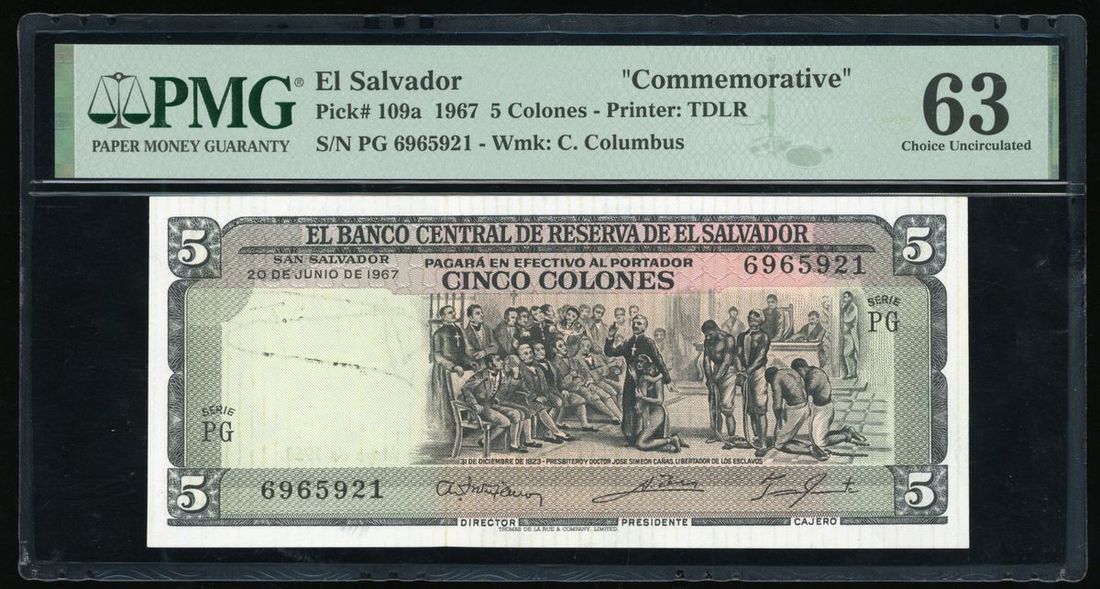 PMG®
PAPER MONEY GUARANTY
El Salvador "Commemorative"
Pick# 109a 1967 5 Colones - Printer: TDLR
S/N PG 6965921 - Wmk: C. Columbus
63
Choice Uncirculated
5
5
EL BANCO CENTRAL DE RESERVA DE EL SALVADOR
SAN SALVADOR
20 DE JUNIO DE 1967
PAGARÁ EN EFECTIVO AL PORTADOR
CINCO COLONES
6965921
SERIE
PG
SERIE
PG
31 DE DICIEMBRE DE 1823-PRESBITERO Y DOCTOR JOSE SIMEON CAÑAS, LIBERTADOR DE LOS ESCLAVOS
5
6965921
5
DIRECTOR PRESIDENTE CAJERO
THOMAS DE LA RUE & COMPANY, LIMITED.